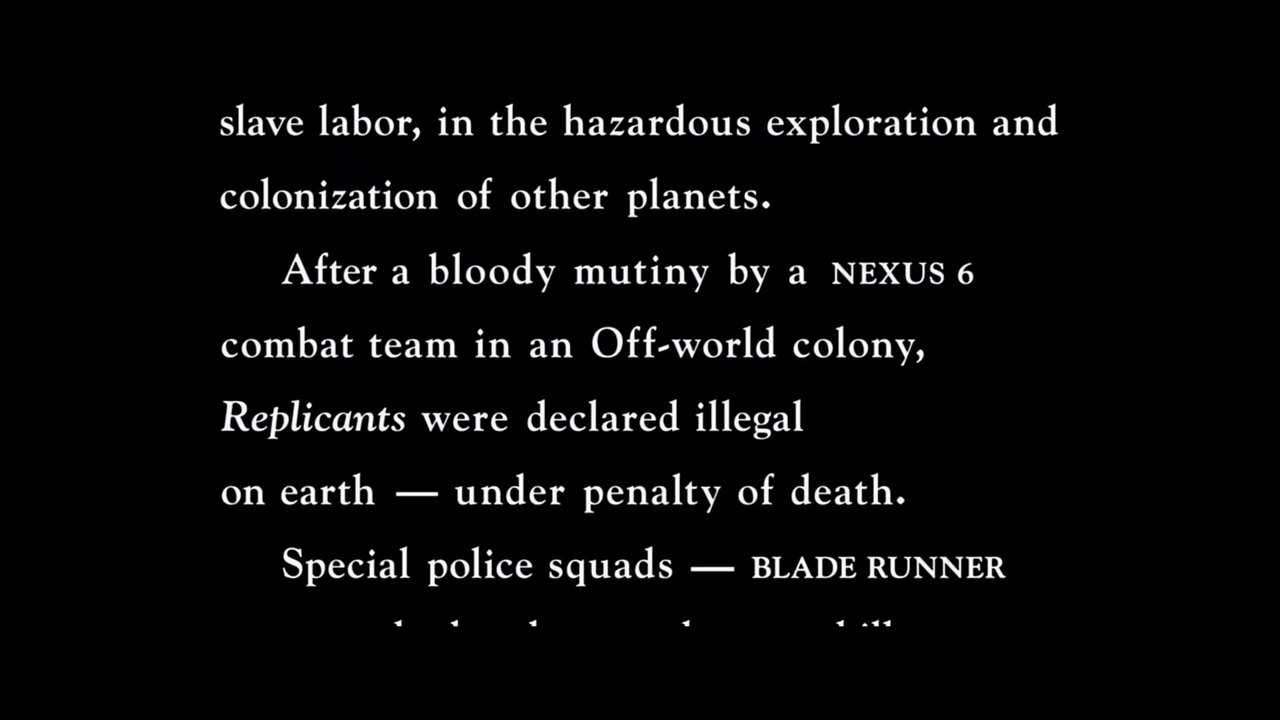 slave labor, in the hazardous exploration and
colonization of other planets.
After a bloody mutiny by a NEXUS 6
combat team in an Off-world colony,
Replicants were declared illegal
on earth — under penalty of death.
Special police squads — BLADE RUNNER